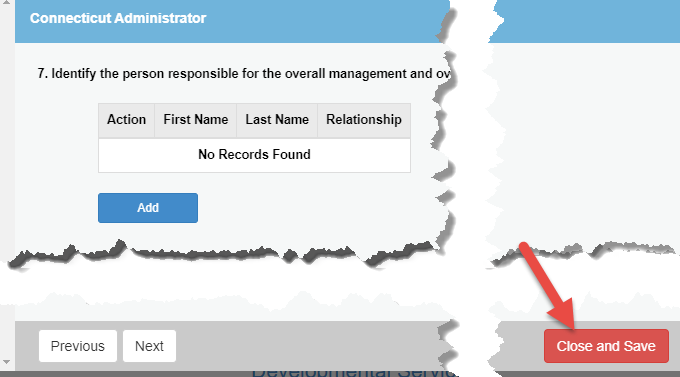 Connecticut Administrator
7. Identify the person responsible for the overall management and ov
Action First Name Last Name Relationship
No Records Found
Add
Previous Next Close and Save
Developmental Servic